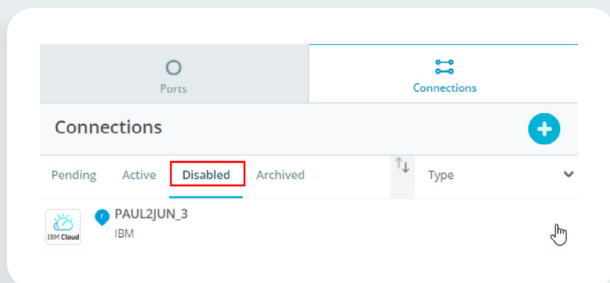 Ports
Connections
Connections
Pending Active Disabled Archived Type
PAUL2JUN_3
IBM
IBM Cloud